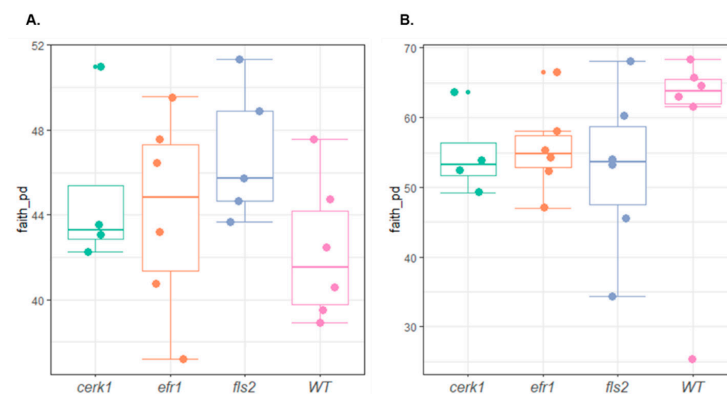 A.
B.
52
48
44
40
faith_pd
cerk1
efr1
fls2
WT
70
60
50
40
30
faith_pd
cerk1
efr1
fls2
WT